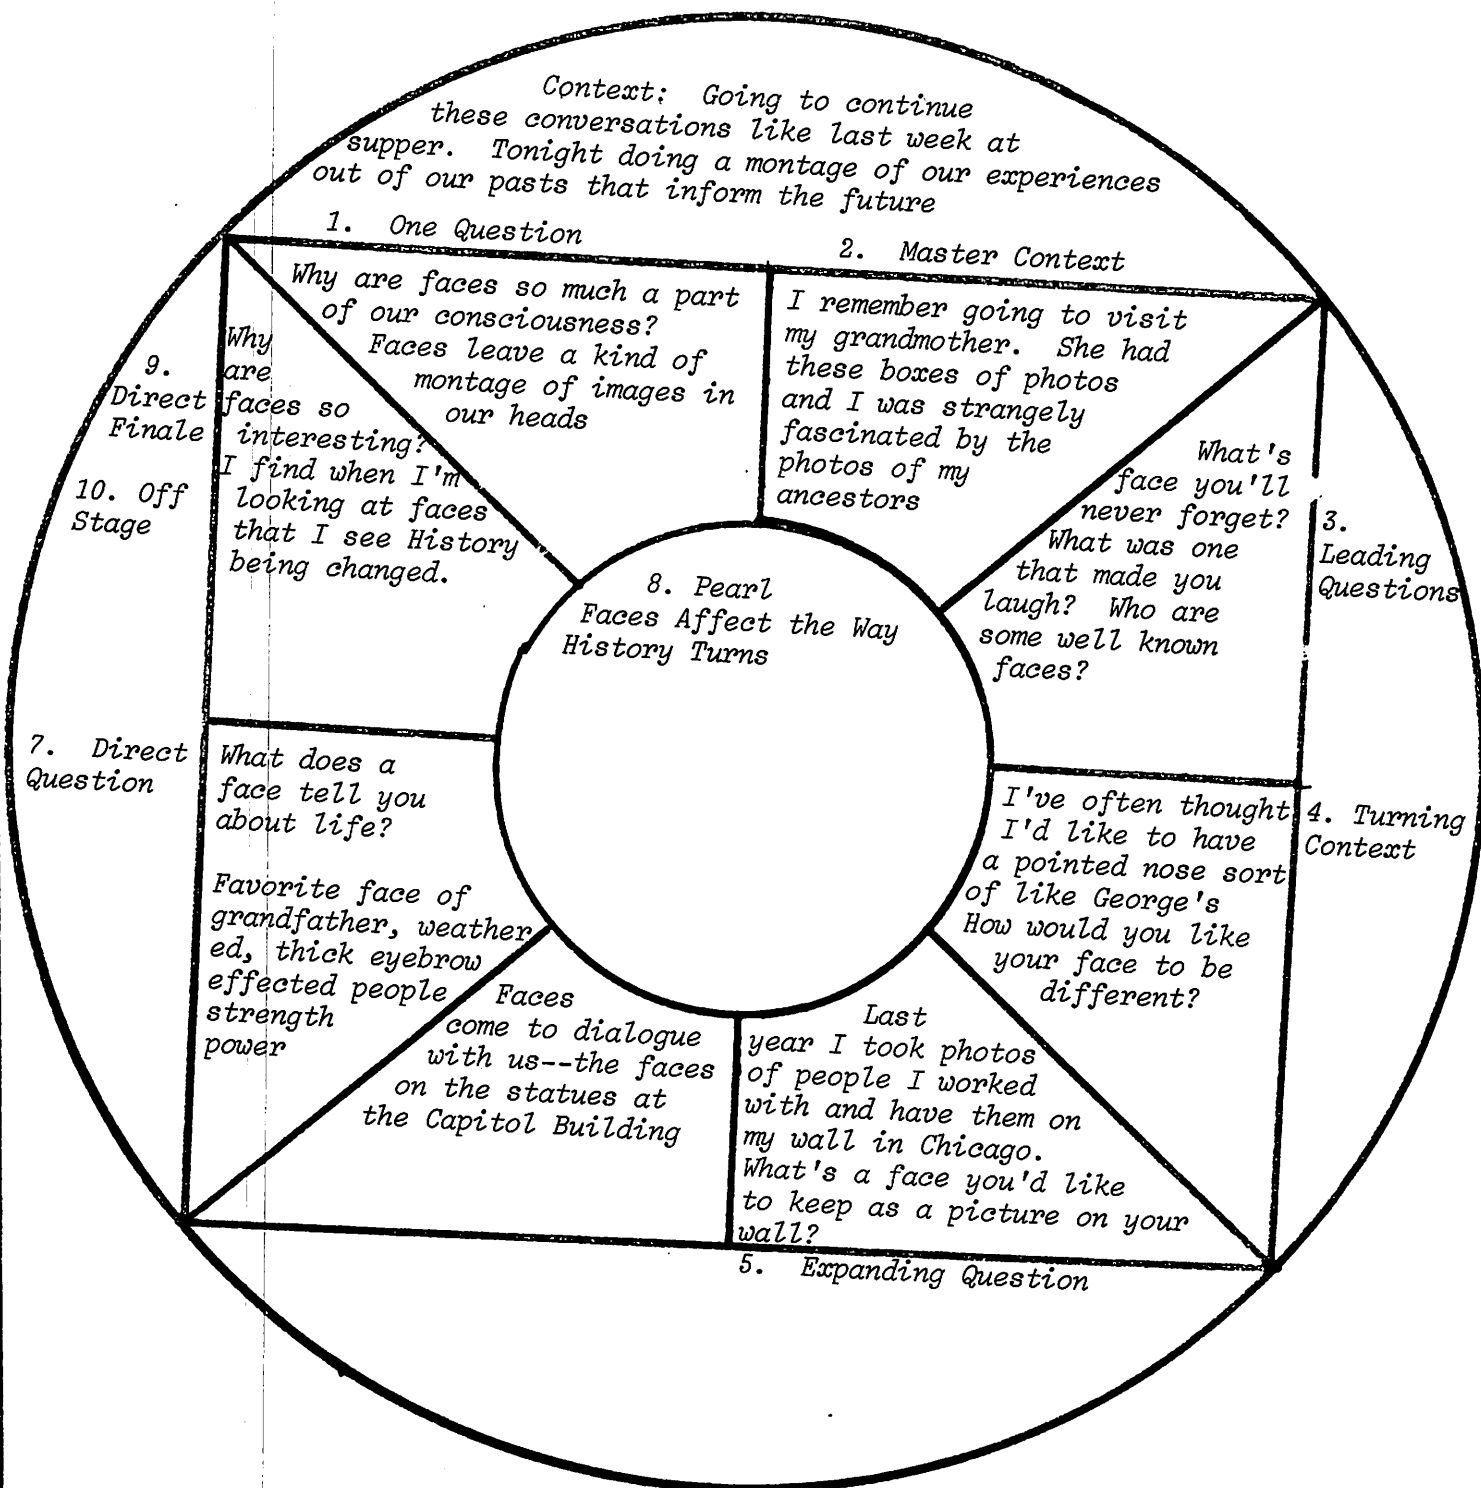 Context: Going to continue
these conversations like last week at
supper. Tonight doing a montage of our experiences
out of our pasts that inform the future
1. One Question
Why are faces so much a part
of our consciousness?
Faces leave a kind of
montage of images in
our heads
2. Master Context
I remember going to visit
my grandmother. She had
these boxes of photos
and I was strangely
fascinated by the
photos of my
ancestors
3.
Leading
Questions
What's
face you'll
never forget?
What was one
that made you
laugh? Who are
some well known
faces?
4. Turning
Context
I've often thought
I'd like to have
a pointed nose sort
of like George's
How would you like
your face to be
different?
5. Expanding Question
Last
year I took photos
of people I worked
with and have them on
my wall in Chicago.
What's a face you'd like
to keep as a picture on your
wall?
Faces
come to dialogue
with us--the faces
on the statues at
the Capitol Building
7. Direct
Question
What does a
face tell you
about life?
Favorite face of
grandfather, weather
ed, thick eyebrow
effected people
strength
power
8. Pearl
Faces Affect the Way
History Turns
9.
Direct
Finale
10. Off
Stage
Why
are
faces so
interesting?
I find when I'm
looking at faces
that I see History
being changed.